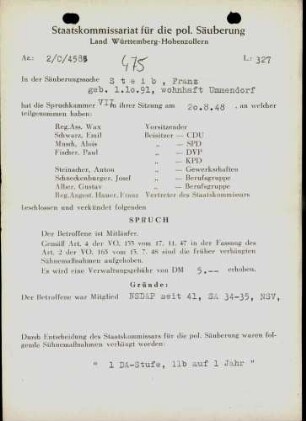 Staatskommissariat für die pol. Säuberung
Land Württemberg-Hohenzollern
Az.: 2/C/4584 475 L: 327
In der Säuberungssache S t e i b , Franz
geb. 1.10.91, wohnhaft Ummendorf
hat die Spruchkammer VII in ihrer Sitzung am 20.8.48 an welcher
teilgenommen haben:
Reg.Ass. Wax Vorsitzender
Schwarz, Emil Beisitzer — CDU
Musch, Alois „ — SPD
Fischer, Paul „ — DVP
„ — KPD
Steinacher, Anton „ — Gewerkschaften
Schneckenburger, Josef „ — Berufsgruppe
Aßler, Gustav „ — Berufsgruppe
Reg.Angest. Hauer, Franz Vertreter des Staatskommissars
beschlossen und verkündet folgenden
SPRUCH
Der Betroffene ist Mitläufer.
Gemäß Art. 4 der VO. 133 vom 17. 11. 47 in der Fassung des
Art. 2 der VO. 165 vom 13. 7. 48 sind die früher verhängten
Sühnemaßnahmen aufgehoben.
Es wird eine Verwaltungsgebühr von DM 5.-- erhoben.
Gründe:
Der Betroffene war Mitglied NSDAP seit 41, SA 34-35, NSV,
Durch Entscheidung des Staatskommissars für die pol. Säuberung waren fol-
gende Sühnemaßnahmen verhängt worden:
" 1 DA-Stufe, 11b auf 1 Jahr "